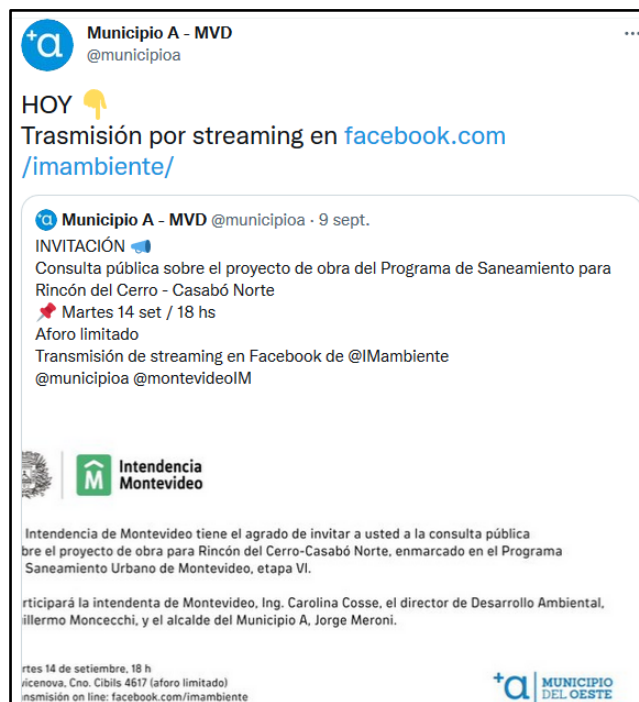 +a Municipio A - MVD
@municipioa
HOY
Trasmisión por streaming en facebook.com
/imambiente/
+a Municipio A - MVD @municipioa · 9 sept.
INVITACIÓN
Consulta pública sobre el proyecto de obra del Programa de Saneamiento para
Rincón del Cerro - Casabó Norte
Martes 14 set / 18 hs
Aforo limitado
Transmisión de streaming en Facebook de @IMambiente
@municipioa @montevideoIM
M Intendencia
Montevideo
Intendencia de Montevideo tiene el agrado de invitar a usted a la consulta pública
bre el proyecto de obra para Rincón del Cerro-Casabó Norte, enmarcado en el Programa
Saneamiento Urbano de Montevideo, etapa VI.
rticipará la intendenta de Montevideo, Ing. Carolina Cosse, el director de Desarrollo Ambiental,
illermo Moncecchi, y el alcalde del Municipio A, Jorge Meroni.
rtes 14 de setiembre, 18 h
vicenova, Cno. Cibils 4617 (aforo limitado)
nsmisión on line: facebook.com/imambiente
+a MUNICIPIO
DEL OESTE